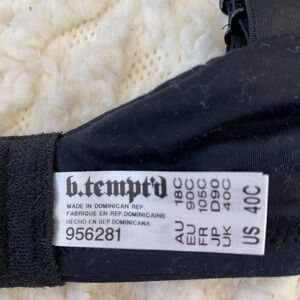 b.tempt'd
MADE IN DOMINICAN REP.
FABRIQUE EN REP.DOMINICAINE
HECHO EN REP.DOMINICANA
956281
AU 18C
EU 90C
FR 105C
JP D90
UK 40C
US 40C